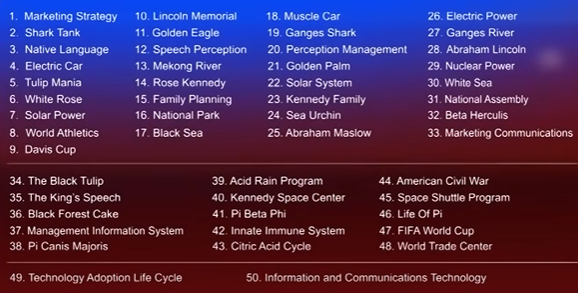 1. Marketing Strategy
2. Shark Tank
3. Native Language
4. Electric Car
5. Tulip Mania
6. White Rose
7. Solar Power
8. World Athletics
9. Davis Cup
10. Lincoln Memorial
11. Golden Eagle
12. Speech Perception
13. Mekong River
14. Rose Kennedy
15. Family Planning
16. National Park
17. Black Sea
18. Muscle Car
19. Ganges Shark
20. Perception Management
21. Golden Palm
22. Solar System
23. Kennedy Family
24. Sea Urchin
25. Abraham Maslow
26. Electric Power
27. Ganges River
28. Abraham Lincoln
29. Nuclear Power
30. White Sea
31. National Assembly
32. Beta Herculis
33. Marketing Communications
34. The Black Tulip
35. The King's Speech
36. Black Forest Cake
37. Management Information System
38. Pi Canis Majoris
39. Acid Rain Program
40. Kennedy Space Center
41. Pi Beta Phi
42. Innate Immune System
43. Citric Acid Cycle
44. American Civil War
45. Space Shuttle Program
46. Life Of Pi
47. FIFA World Cup
48. World Trade Center
49. Technology Adoption Life Cycle
50. Information and Communications Technology